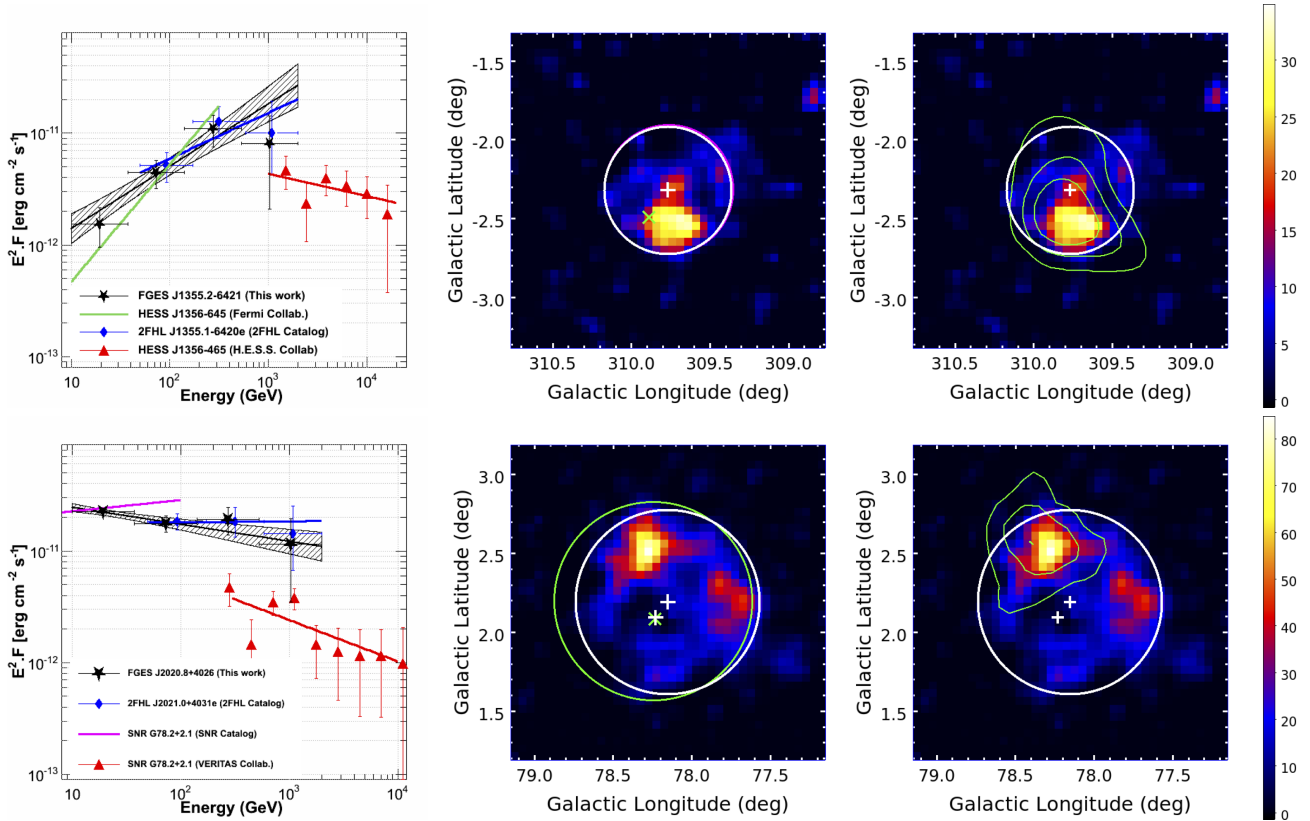 E².F [erg cm⁻² s⁻¹]
10⁻¹¹
10⁻¹²
10⁻¹³
FGES J1355.2-6421 (This work)
HESS J1356-645 (Fermi Collab.)
2FHL J1355.1-6420e (2FHL Catalog)
HESS J1356-465 (H.E.S.S. Collab)
10 10² 10³ 10⁴
Energy (GeV)
Galactic Latitude (deg)
-1.5
-2.0
-2.5
-3.0
310.5 310.0 309.5 309.0
Galactic Longitude (deg)
Galactic Latitude (deg)
-1.5
-2.0
-2.5
-3.0
310.5 310.0 309.5 309.0
Galactic Longitude (deg)
30
25
20
15
10
5
0
E².F [erg cm⁻² s⁻¹]
10⁻¹¹
10⁻¹²
10⁻¹³
FGES J2020.8+4026 (This work)
2FHL J2021.0+4031e (2FHL Catalog)
SNR G78.2+2.1 (SNR Catalog)
SNR G78.2+2.1 (VERITAS Collab.)
10 10² 10³ 10⁴
Energy (GeV)
Galactic Latitude (deg)
3.0
2.5
2.0
1.5
79.0 78.5 78.0 77.5
Galactic Longitude (deg)
Galactic Latitude (deg)
3.0
2.5
2.0
1.5
79.0 78.5 78.0 77.5
Galactic Longitude (deg)
80
70
60
50
40
30
20
10
0